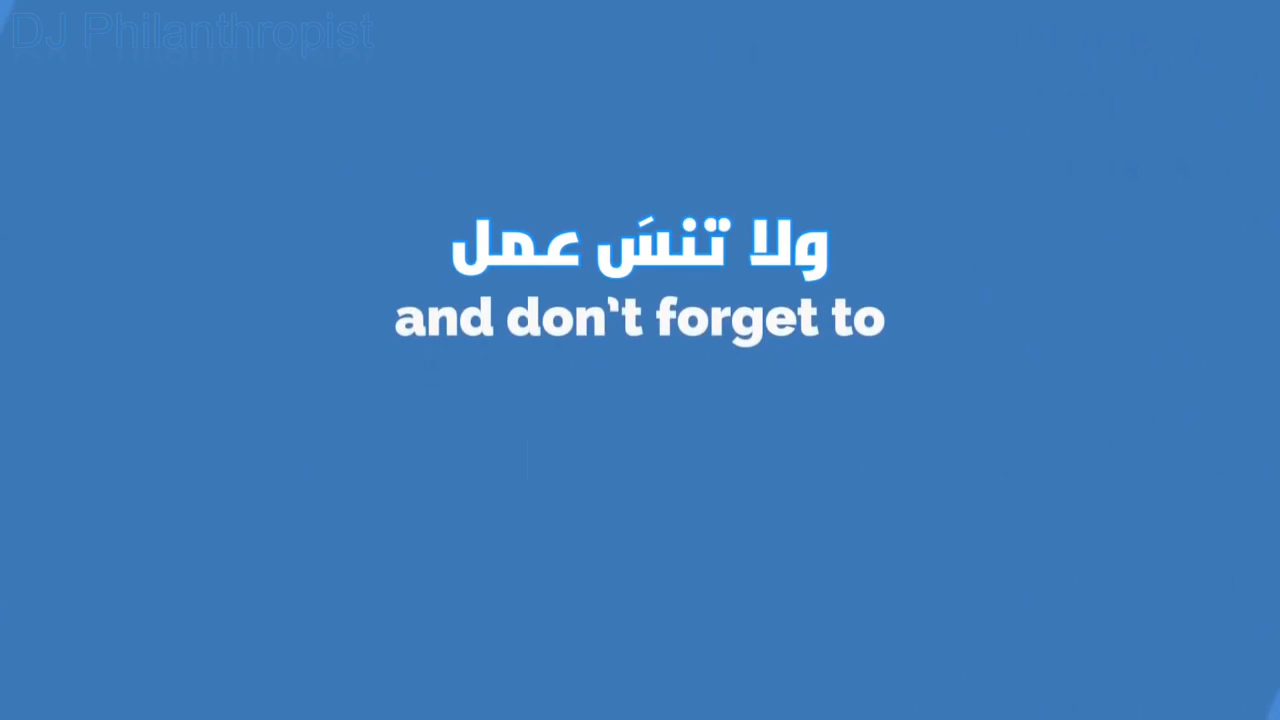 DJ Philanthropist
ولا تنسَ عمل
and don't forget to